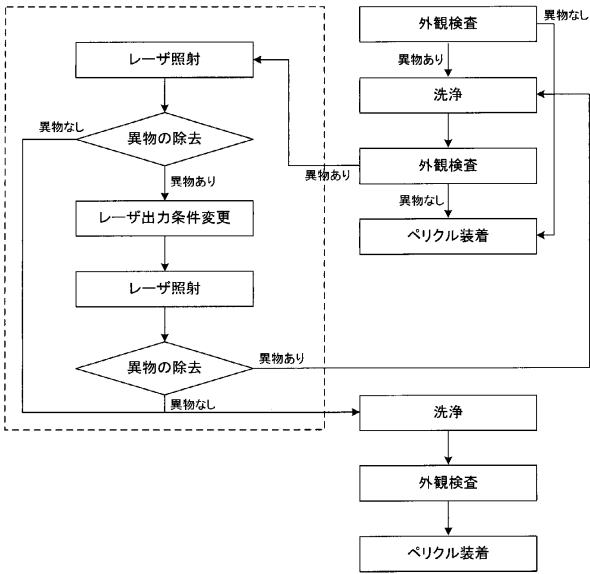 外観検査
異物なし
異物あり
洗浄
外観検査
異物あり
異物なし
ペリクル装着
レーザ照射
異物なし
異物の除去
異物あり
レーザ出力条件変更
レーザ照射
異物の除去
異物あり
異物なし
洗浄
外観検査
ペリクル装着